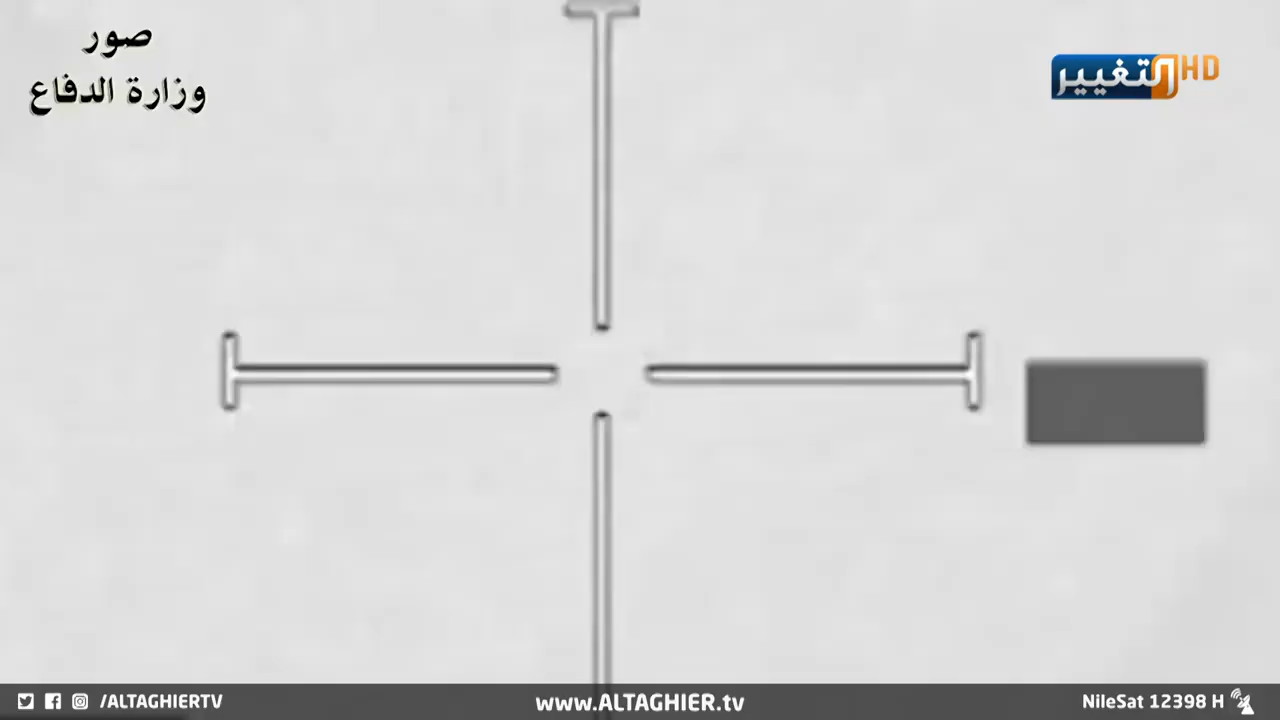 صور
وزارة الدفاع
التغيير HD
/ALTAGHIERTV
www.ALTAGHIER.tv
NileSat 12398 H